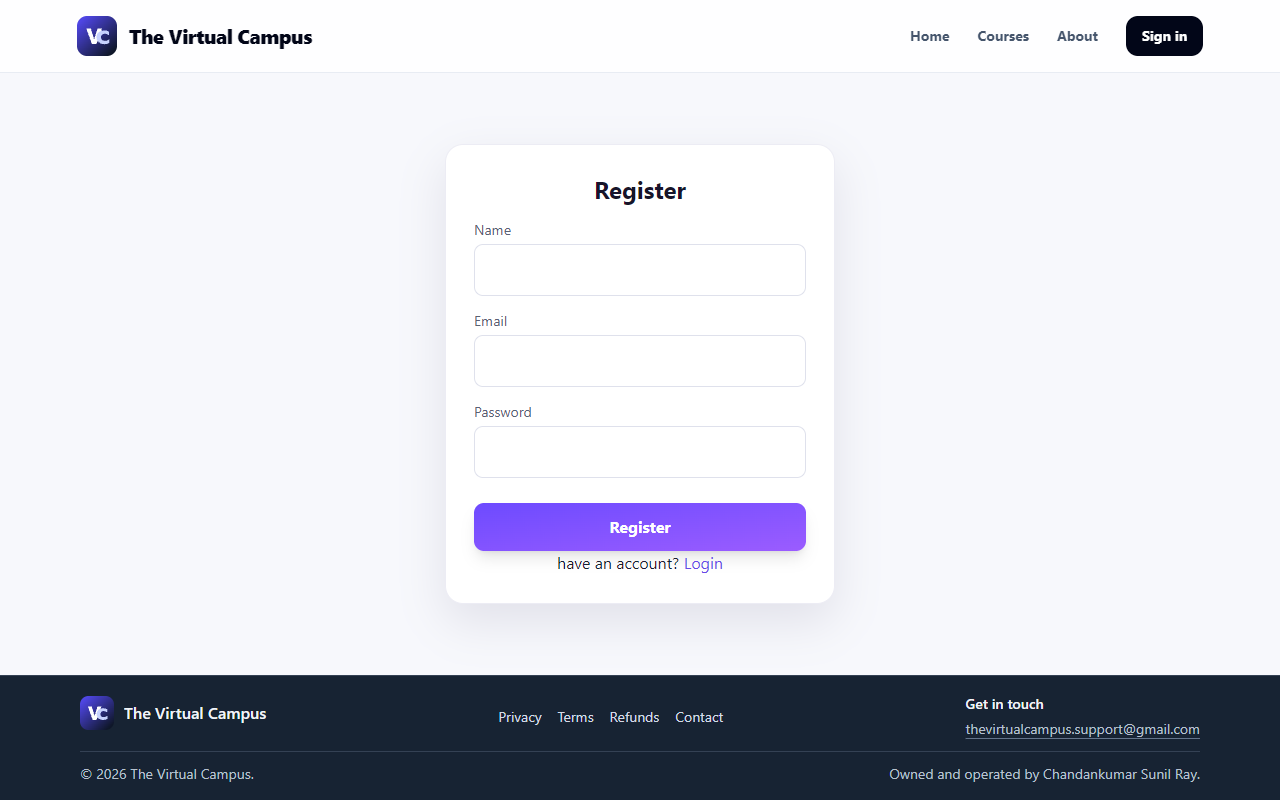 VC The Virtual Campus
Home Courses About Sign in
Register
Name
Email
Password
Register
have an account? Login
VC The Virtual Campus
Privacy Terms Refunds Contact
Get in touch
thevirtualcampus.support@gmail.com
© 2026 The Virtual Campus.
Owned and operated by Chandankumar Sunil Ray.